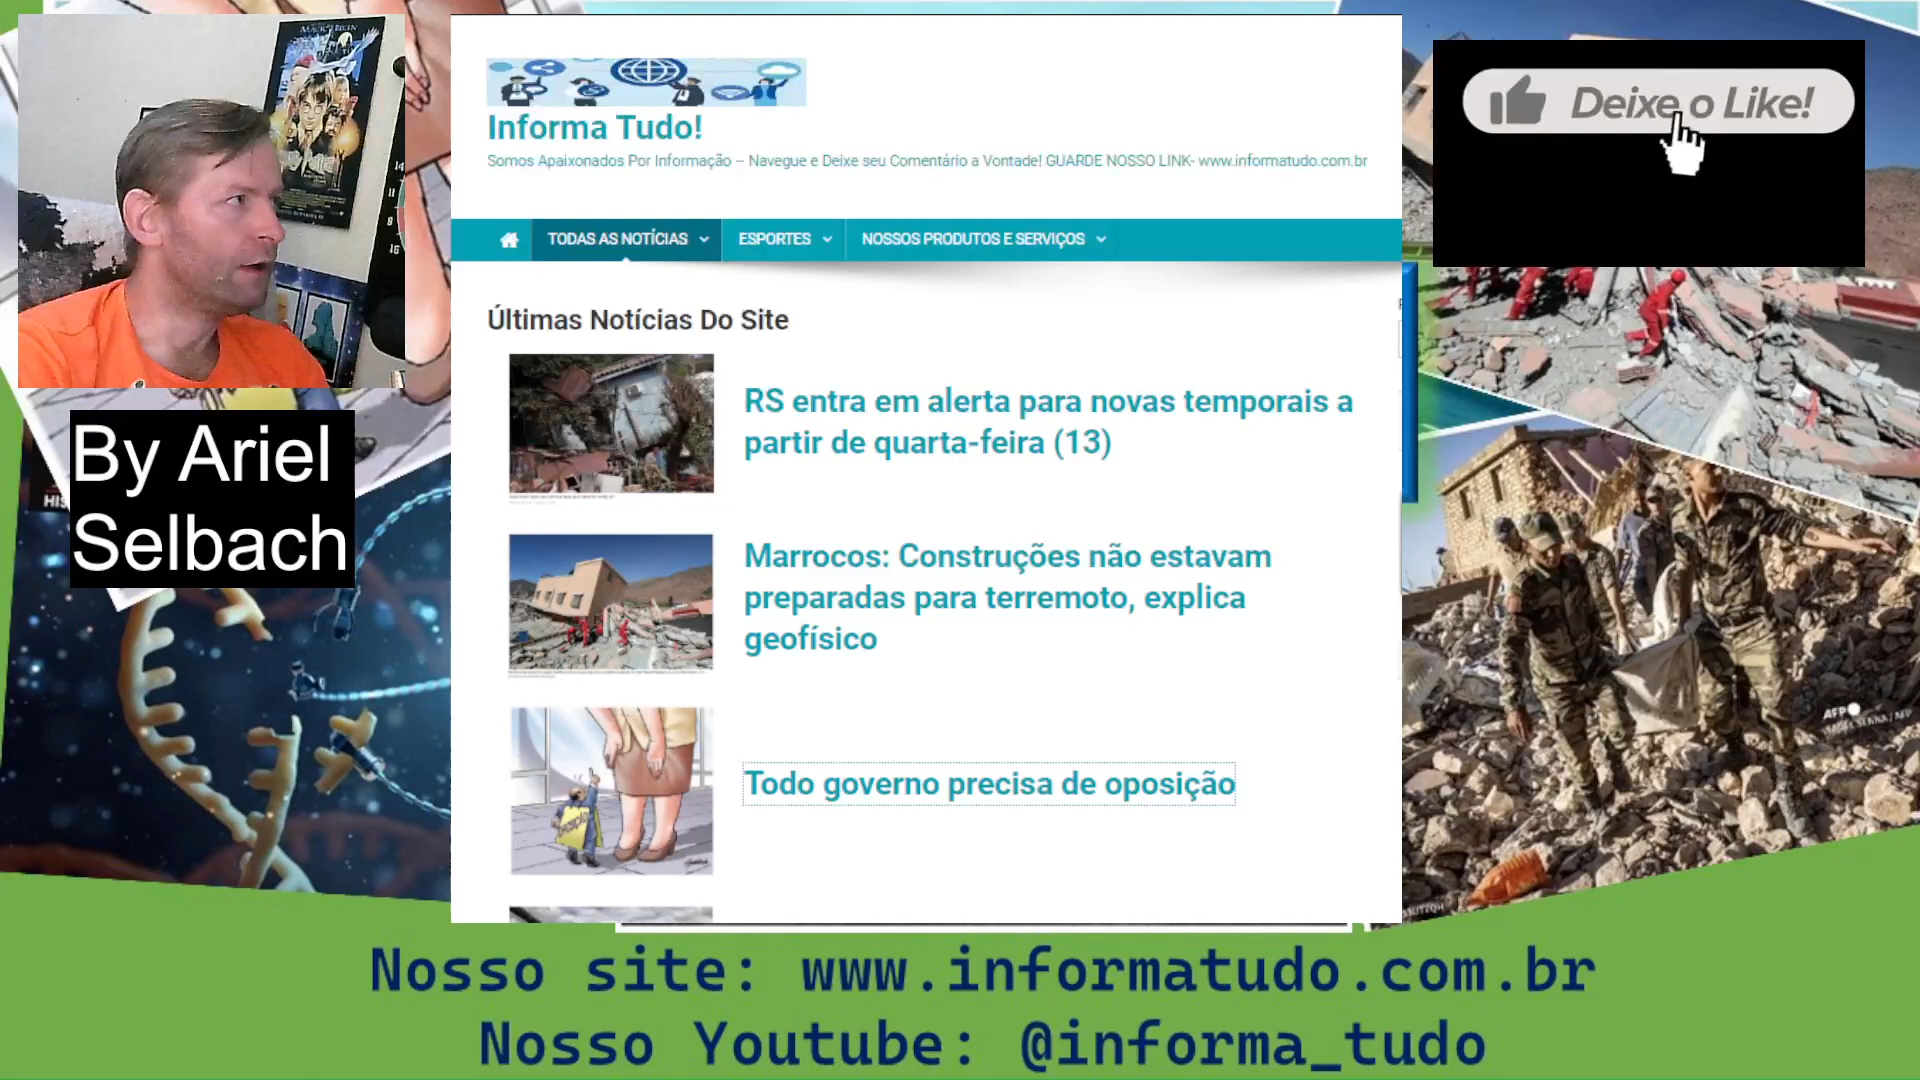 Informa Tudo!
Somos Apaixonados Por Informação – Navegue e Deixe seu Comentário a Vontade! GUARDE NOSSO LINK- www.informatudo.com.br
TODAS AS NOTÍCIAS ESPORTES NOSSOS PRODUTOS E SERVIÇOS
Últimas Notícias Do Site
RS entra em alerta para novas temporais a
partir de quarta-feira (13)
Marrocos: Construções não estavam
preparadas para terremoto, explica
geofísico
Todo governo precisa de oposição
Deixe o Like!
By Ariel
Selbach
AFP
Nosso site: www.informatudo.com.br
Nosso Youtube: @informa_tudo